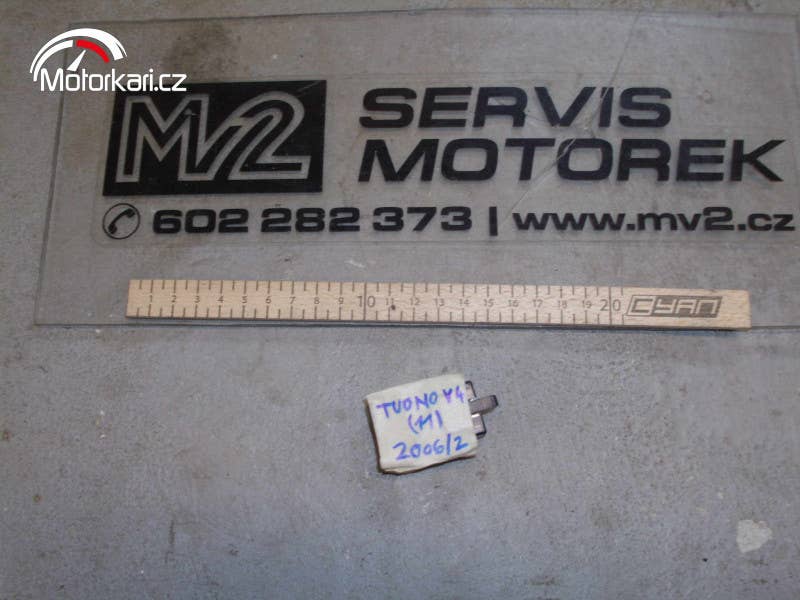 Motorkari.cz
MV2 SERVIS
MOTOREK
602 282 373 | www.mv2.cz
1 2 3 4 5 6 7 8 9 10 11 12 13 14 15 16 17 18 19 20 CYAN
TUONO V4
(11)
2006/2